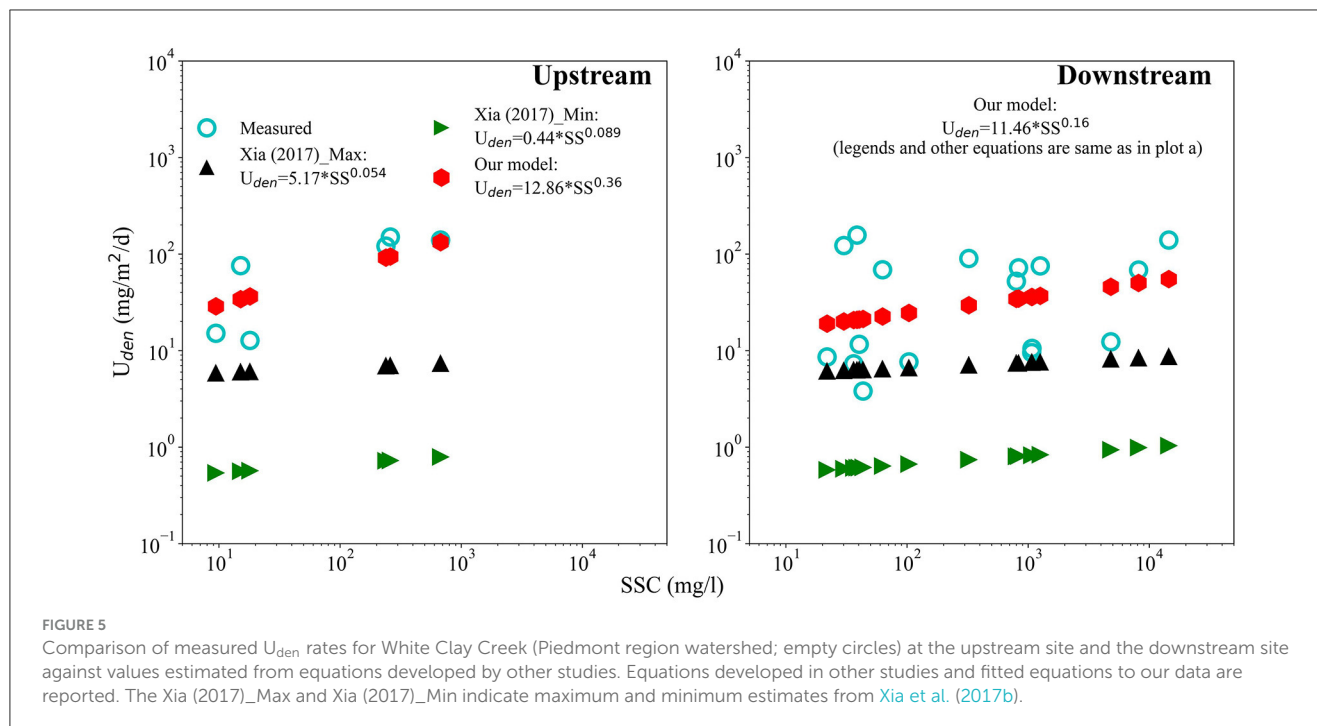 Upstream
Measured
Xia (2017)_Max:
U_den=5.17*SS^0.054
Xia (2017)_Min:
U_den=0.44*SS^0.089
Our model:
U_den=12.86*SS^0.36
10^4
10^3
10^2
10^1
10^0
10^-1
10^1
10^2
10^3
10^4
U_den (mg/m^2/d)
Downstream
Our model:
U_den=11.46*SS^0.16
(legends and other equations are same as in plot a)
10^4
10^3
10^2
10^1
10^0
10^-1
10^1
10^2
10^3
10^4
SSC (mg/l)
FIGURE 5
Comparison of measured U_den rates for White Clay Creek (Piedmont region watershed; empty circles) at the upstream site and the downstream site
against values estimated from equations developed by other studies. Equations developed in other studies and fitted equations to our data are
reported. The Xia (2017)_Max and Xia (2017)_Min indicate maximum and minimum estimates from Xia et al. (2017b).